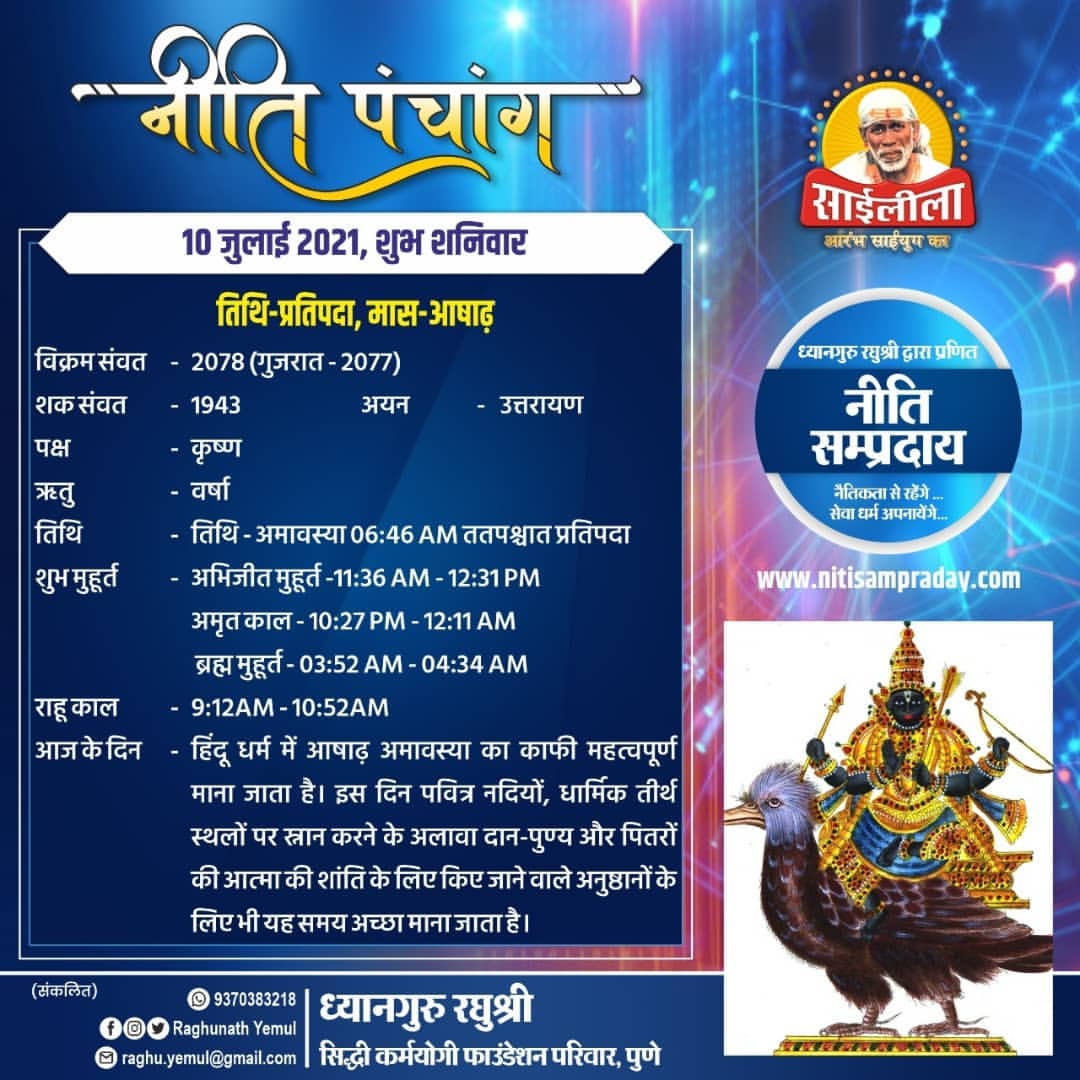 नीति पंचांग
साईलीला
आरंभ साईयुग का
10 जुलाई 2021, शुभ शनिवार
तिथि-प्रतिपदा, मास-आषाढ़
विक्रम संवत - 2078 (गुजरात - 2077)
शक संवत - 1943 अयन - उत्तरायण
पक्ष - कृष्ण
ऋतु - वर्षा
तिथि - तिथि - अमावस्या 06:46 AM ततपश्चात प्रतिपदा
शुभ मुहूर्त - अभिजीत मुहूर्त -11:36 AM - 12:31 PM
अमृत काल - 10:27 PM - 12:11 AM
ब्रह्म मुहूर्त - 03:52 AM - 04:34 AM
राहू काल - 9:12AM - 10:52AM
आज के दिन - हिंदू धर्म में आषाढ़ अमावस्या का काफी महत्वपूर्ण
माना जाता है। इस दिन पवित्र नदियों, धार्मिक तीर्थ
स्थलों पर स्नान करने के अलावा दान-पुण्य और पितरों
की आत्मा की शांति के लिए किए जाने वाले अनुष्ठानों के
लिए भी यह समय अच्छा माना जाता है।
ध्यानगुरु रघुश्री द्वारा प्रणित
नीति
सम्प्रदाय
नैतिकता से रहेंगे ...
सेवा धर्म अपनायेंगे...
www.nitisampraday.com
(संकलित)
9370383218
Raghunath Yemul
raghu.yemul@gmail.com
ध्यानगुरु रघुश्री
सिद्धी कर्मयोगी फाउंडेशन परिवार, पुणे